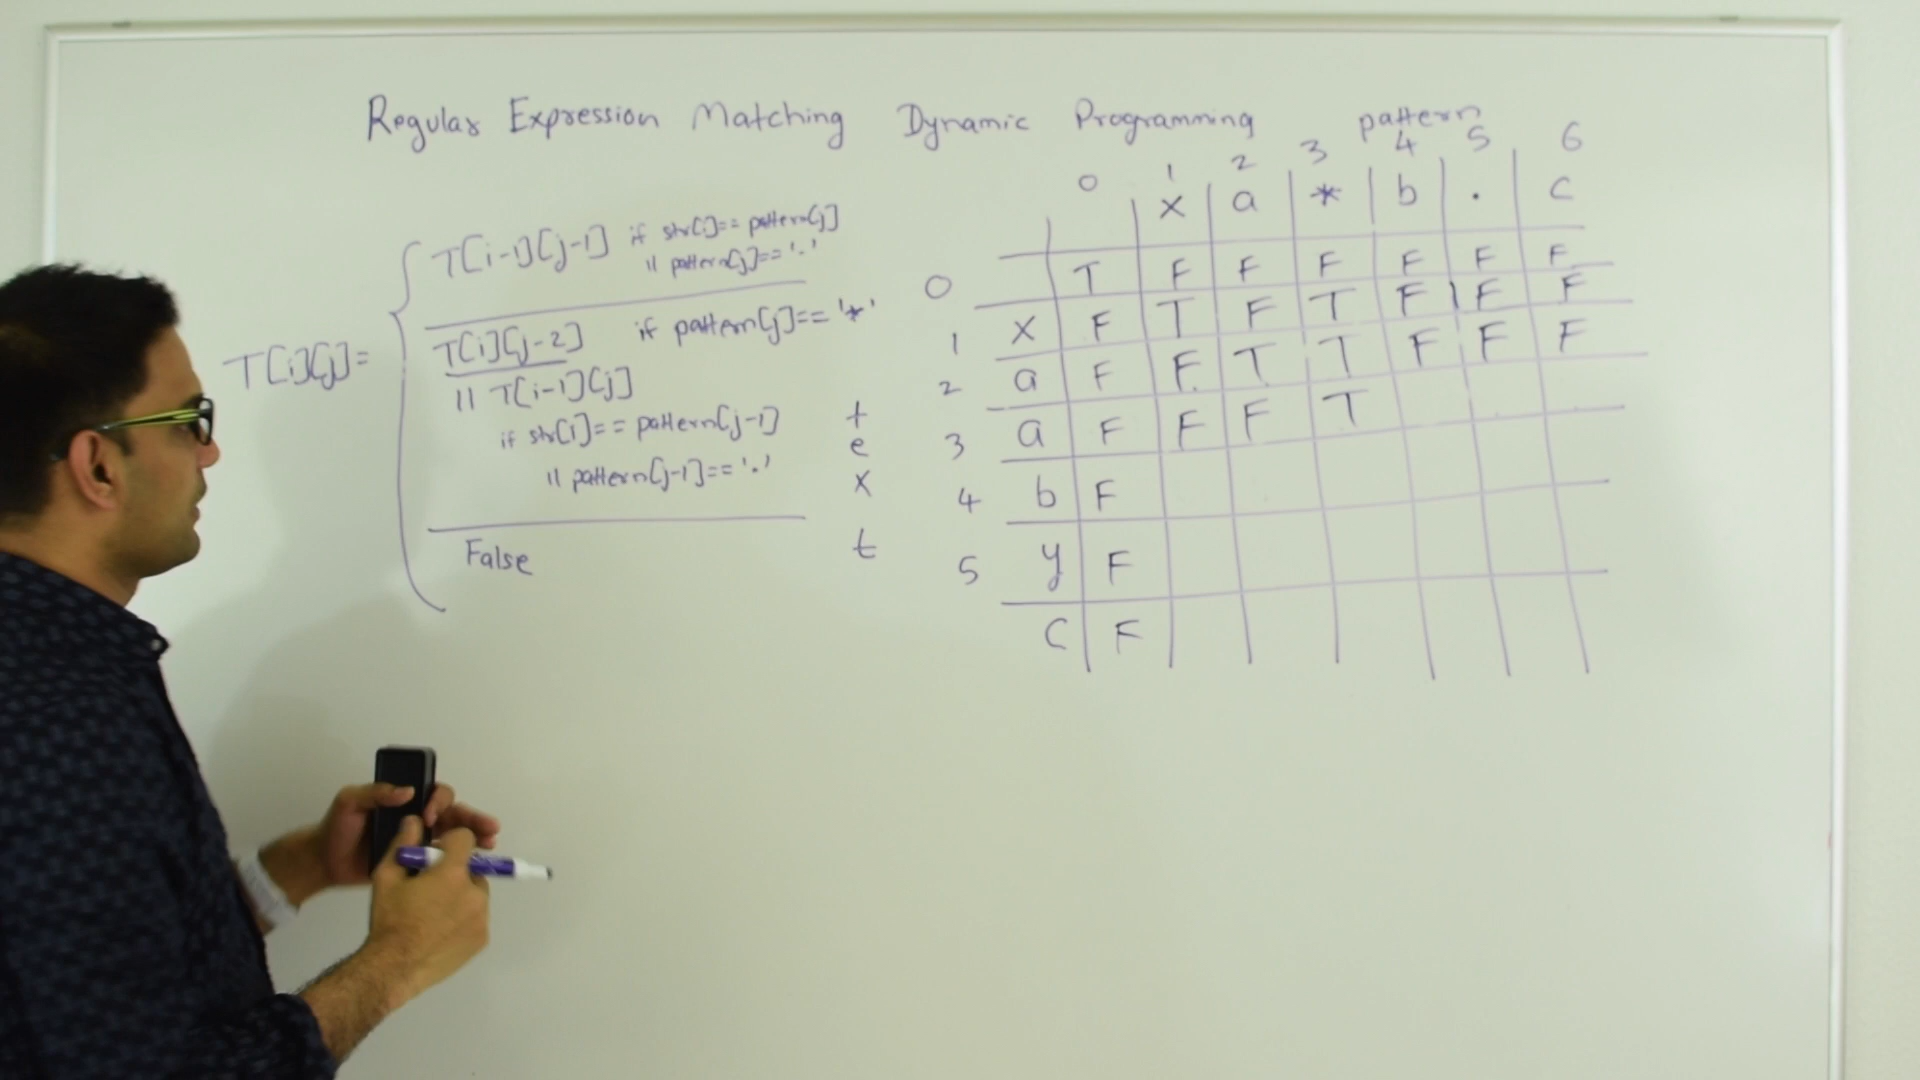 Regular Expression Matching Dynamic Programming pattern
0 1 2 3 4 5 6
x a * b . c
T[i][j]=
T[i-1][j-1] if str[i]== pattern[j]
|| pattern[j]== '.'
T[i][j-2] if pattern[j]== '*'
|| T[i-1][j]
if str[i]== pattern[j-1]
|| pattern[j-1]== '.'
False
t
e
x
t
0 T F F F F F F
1 x F T F T F F F
2 a F F T T F F F
3 a F F F T
4 b F
5 y F
c F